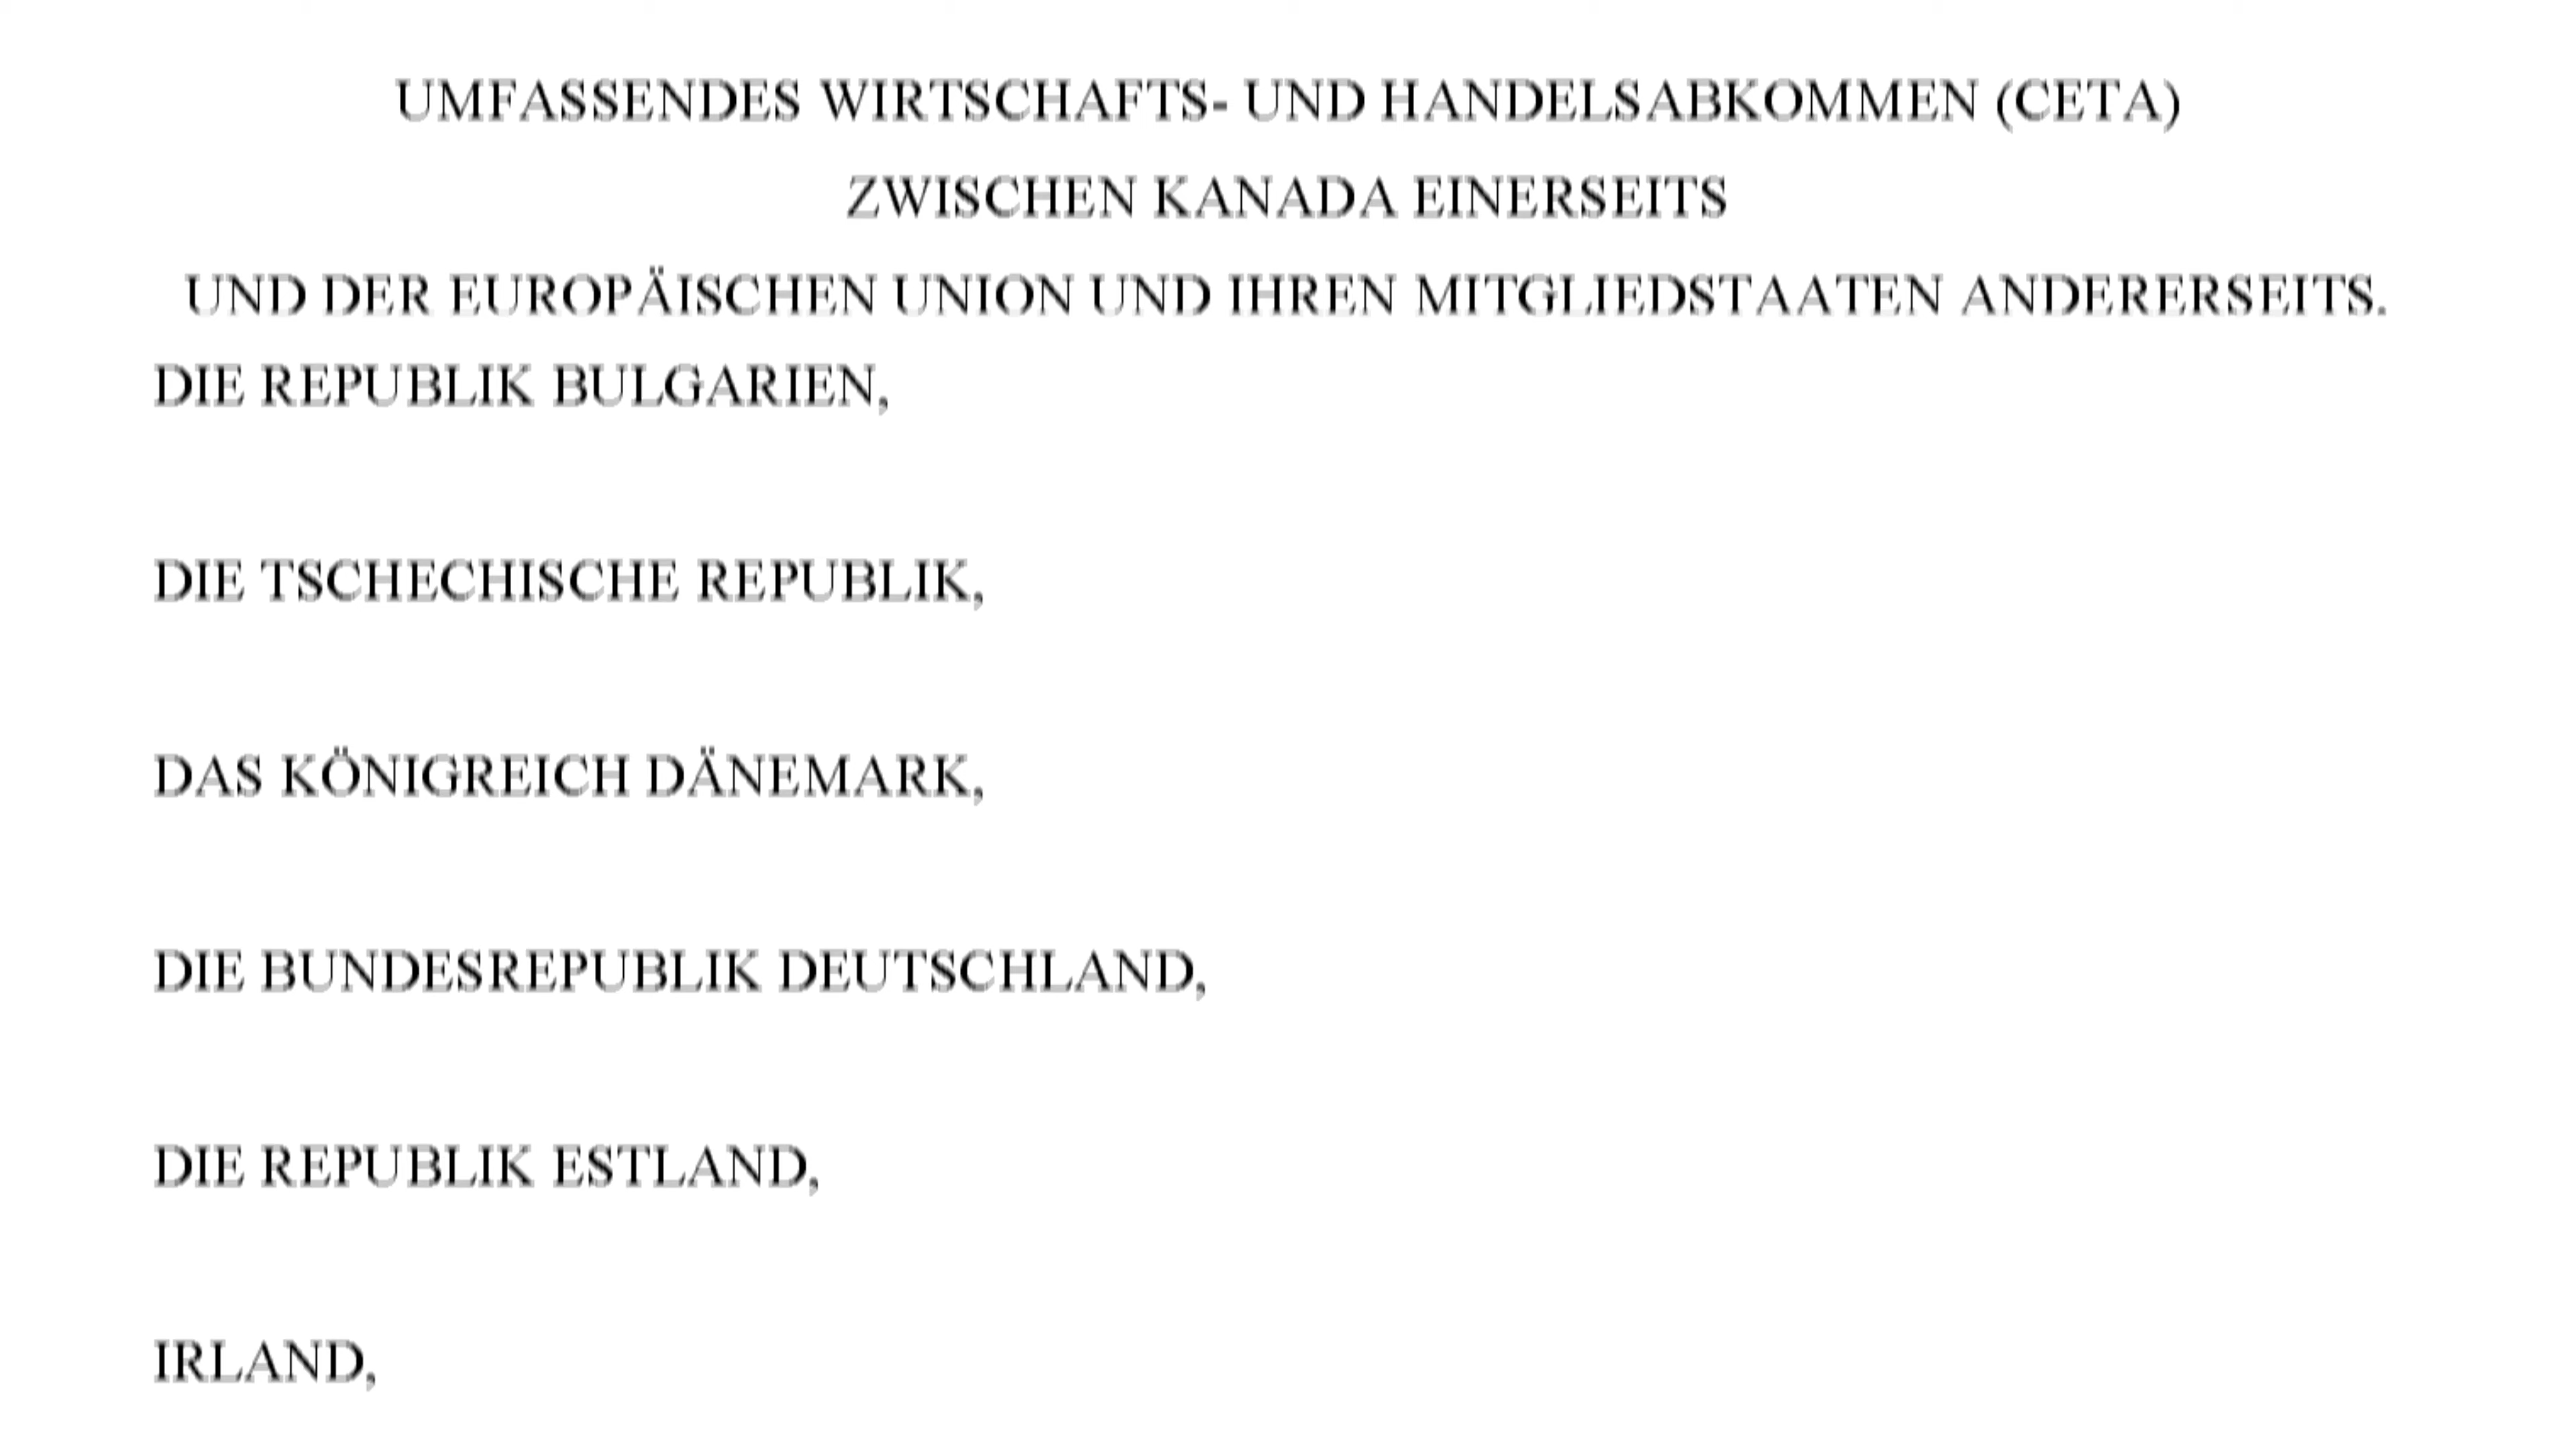 UMFASSENDES WIRTSCHAFTS- UND HANDELSABKOMMEN (CETA)
ZWISCHEN KANADA EINERSEITS
UND DER EUROPÄISCHEN UNION UND IHREN MITGLIEDSTAATEN ANDERERSEITS.
DIE REPUBLIK BULGARIEN,
DIE TSCHECHISCHE REPUBLIK,
DAS KÖNIGREICH DÄNEMARK,
DIE BUNDESREPUBLIK DEUTSCHLAND,
DIE REPUBLIK ESTLAND,
IRLAND,